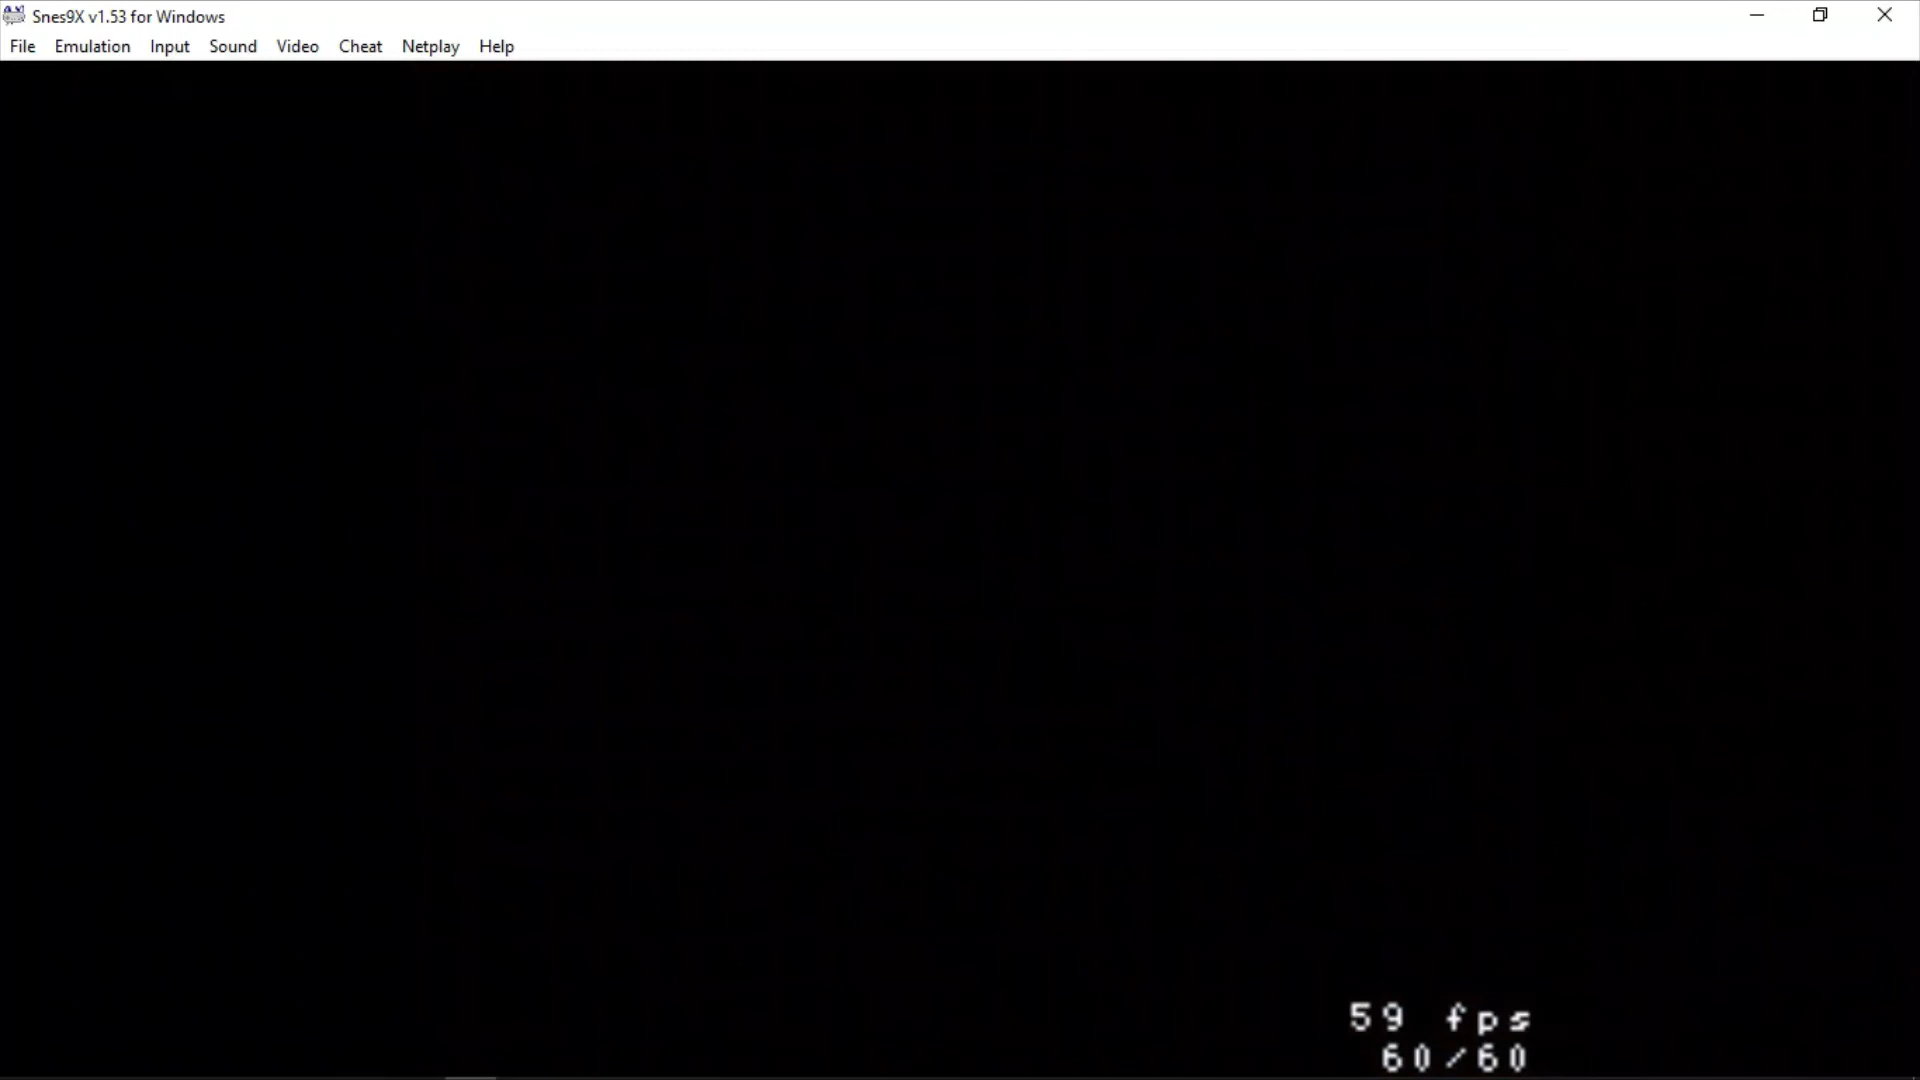 Snes9X v1.53 for Windows
File Emulation Input Sound Video Cheat Netplay Help
59 fps
60/60